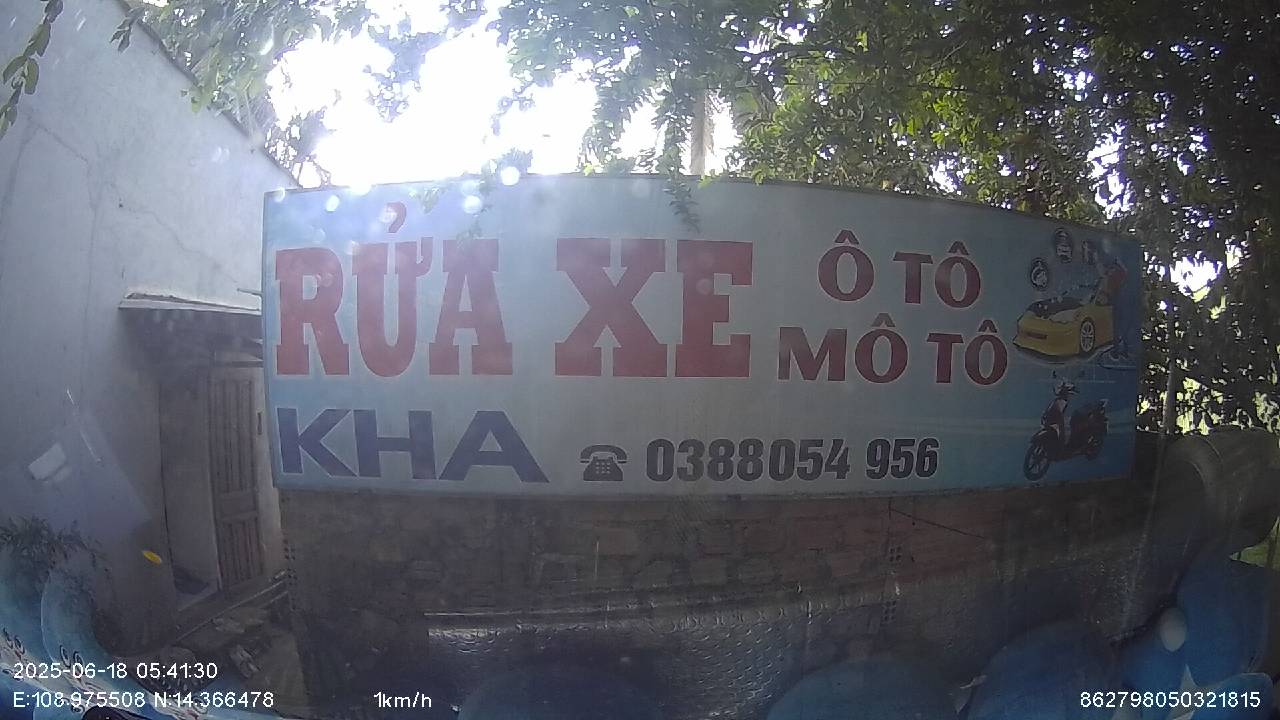 RỬA XE Ô TÔ
MÔ TÔ
KHA ☎ 0388054 956
2025-06-18 05:41:30
E:108.975508 N:14.366478 1km/h 862798050321815